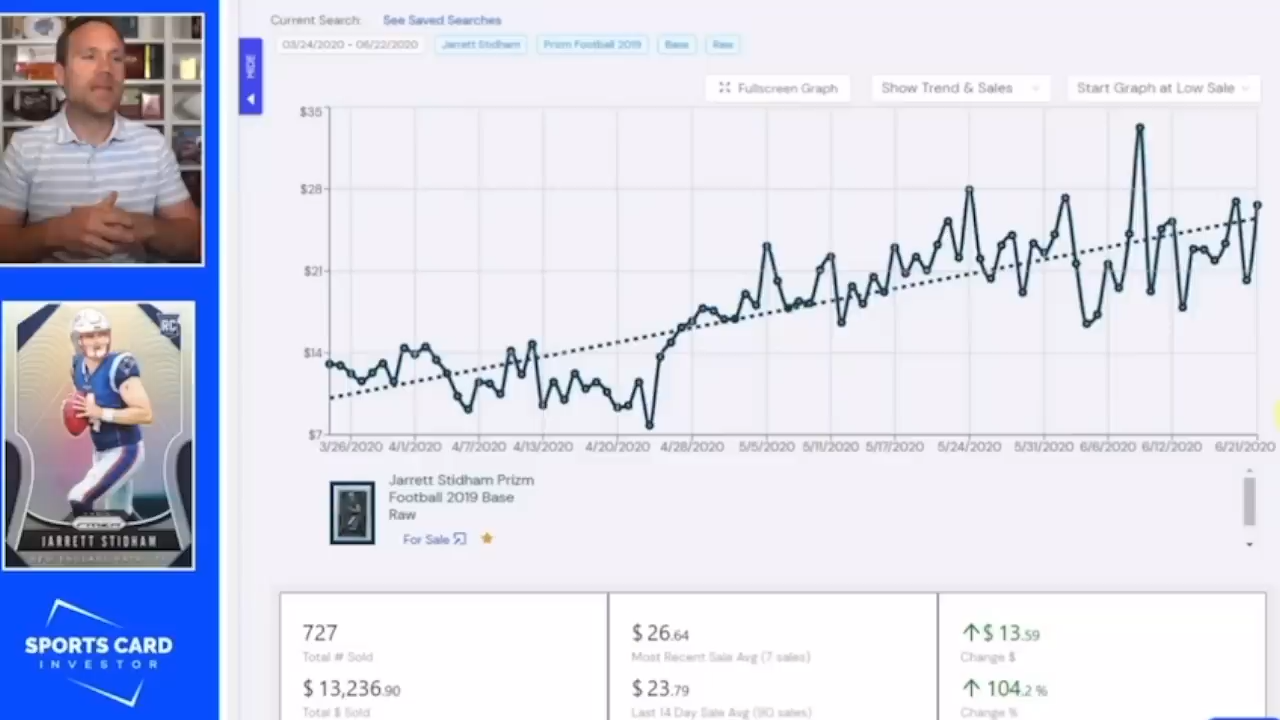 Current Search: See Saved Searches
03/24/2020 - 06/22/2020 Jarrett Stidham Prizm Football 2019 Base Raw
HIDE
Fullscreen Graph Show Trend & Sales Start Graph at Low Sale
$35
$28
$21
$14
$7
3/26/2020 4/1/2020 4/7/2020 4/13/2020 4/20/2020 4/28/2020 5/5/2020 5/11/2020 5/17/2020 5/24/2020 5/31/2020 6/6/2020 6/12/2020 6/21/2020
Jarrett Stidham Prizm
Football 2019 Base
Raw
For Sale
RC
PRIZM
JARRETT STIDHAM
SPORTS CARD
INVESTOR
727
Total # Sold
$ 13,236.90
Total $ Sold
$ 26.64
Most Recent Sale Avg (7 sales)
$ 23.79
Last 14 Day Sale Avg (90 sales)
↑ $ 13.59
Change $
↑ 104.2 %
Change %